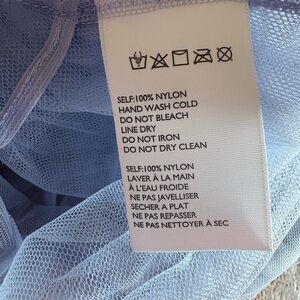 SELF:100% NYLON
HAND WASH COLD
DO NOT BLEACH
LINE DRY
DO NOT IRON
DO NOT DRY CLEAN
SELF:100% NYLON
LAVER À LA MAIN
À L'EAU FROIDE
NE PAS JAVELLISER
SECHER A PLAT
NE PAS REPASSER
NE PAS NETTOYER À SEC